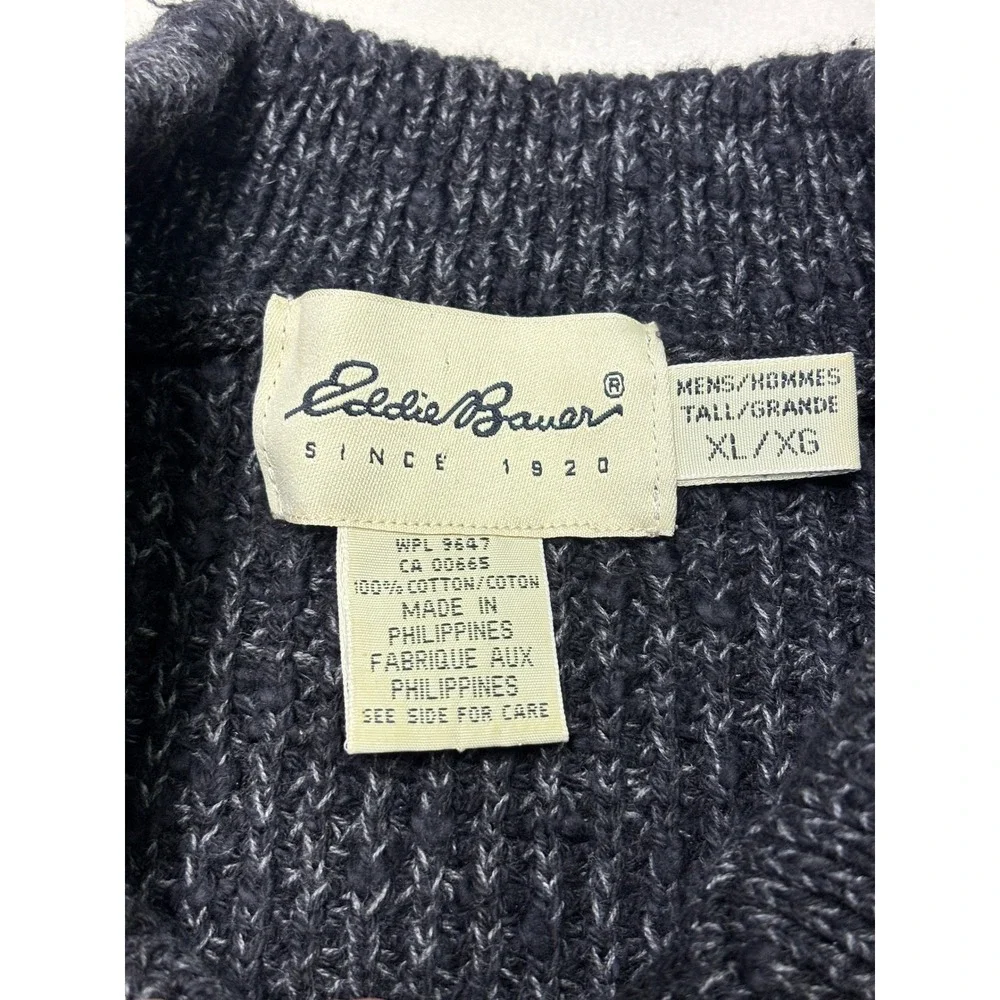 Eddie Bauer ®
SINCE 1920
MENS/HOMMES
TALL/GRANDE
XL/XG
WPL 9647
CA 00665
100% COTTON/COTON
MADE IN
PHILIPPINES
FABRIQUE AUX
PHILIPPINES
SEE SIDE FOR CARE